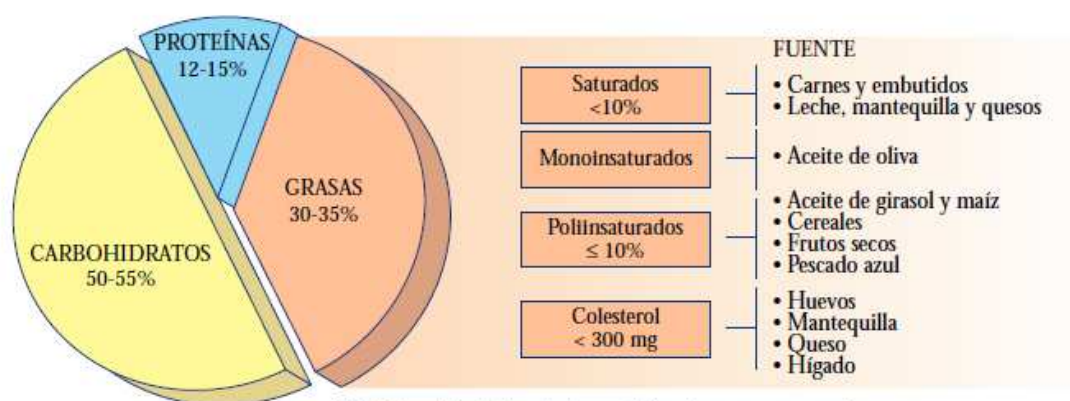 PROTEÍNAS
12-15%
GRASAS
30-35%
CARBOHIDRATOS
50-55%
FUENTE
Saturados
<10%
• Carnes y embutidos
• Leche, mantequilla y quesos
Monoinsaturados
• Aceite de oliva
Poliinsaturados
≤ 10%
• Aceite de girasol y maíz
• Cereales
• Frutos secos
• Pescado azul
Colesterol
< 300 mg
• Huevos
• Mantequilla
• Queso
• Hígado